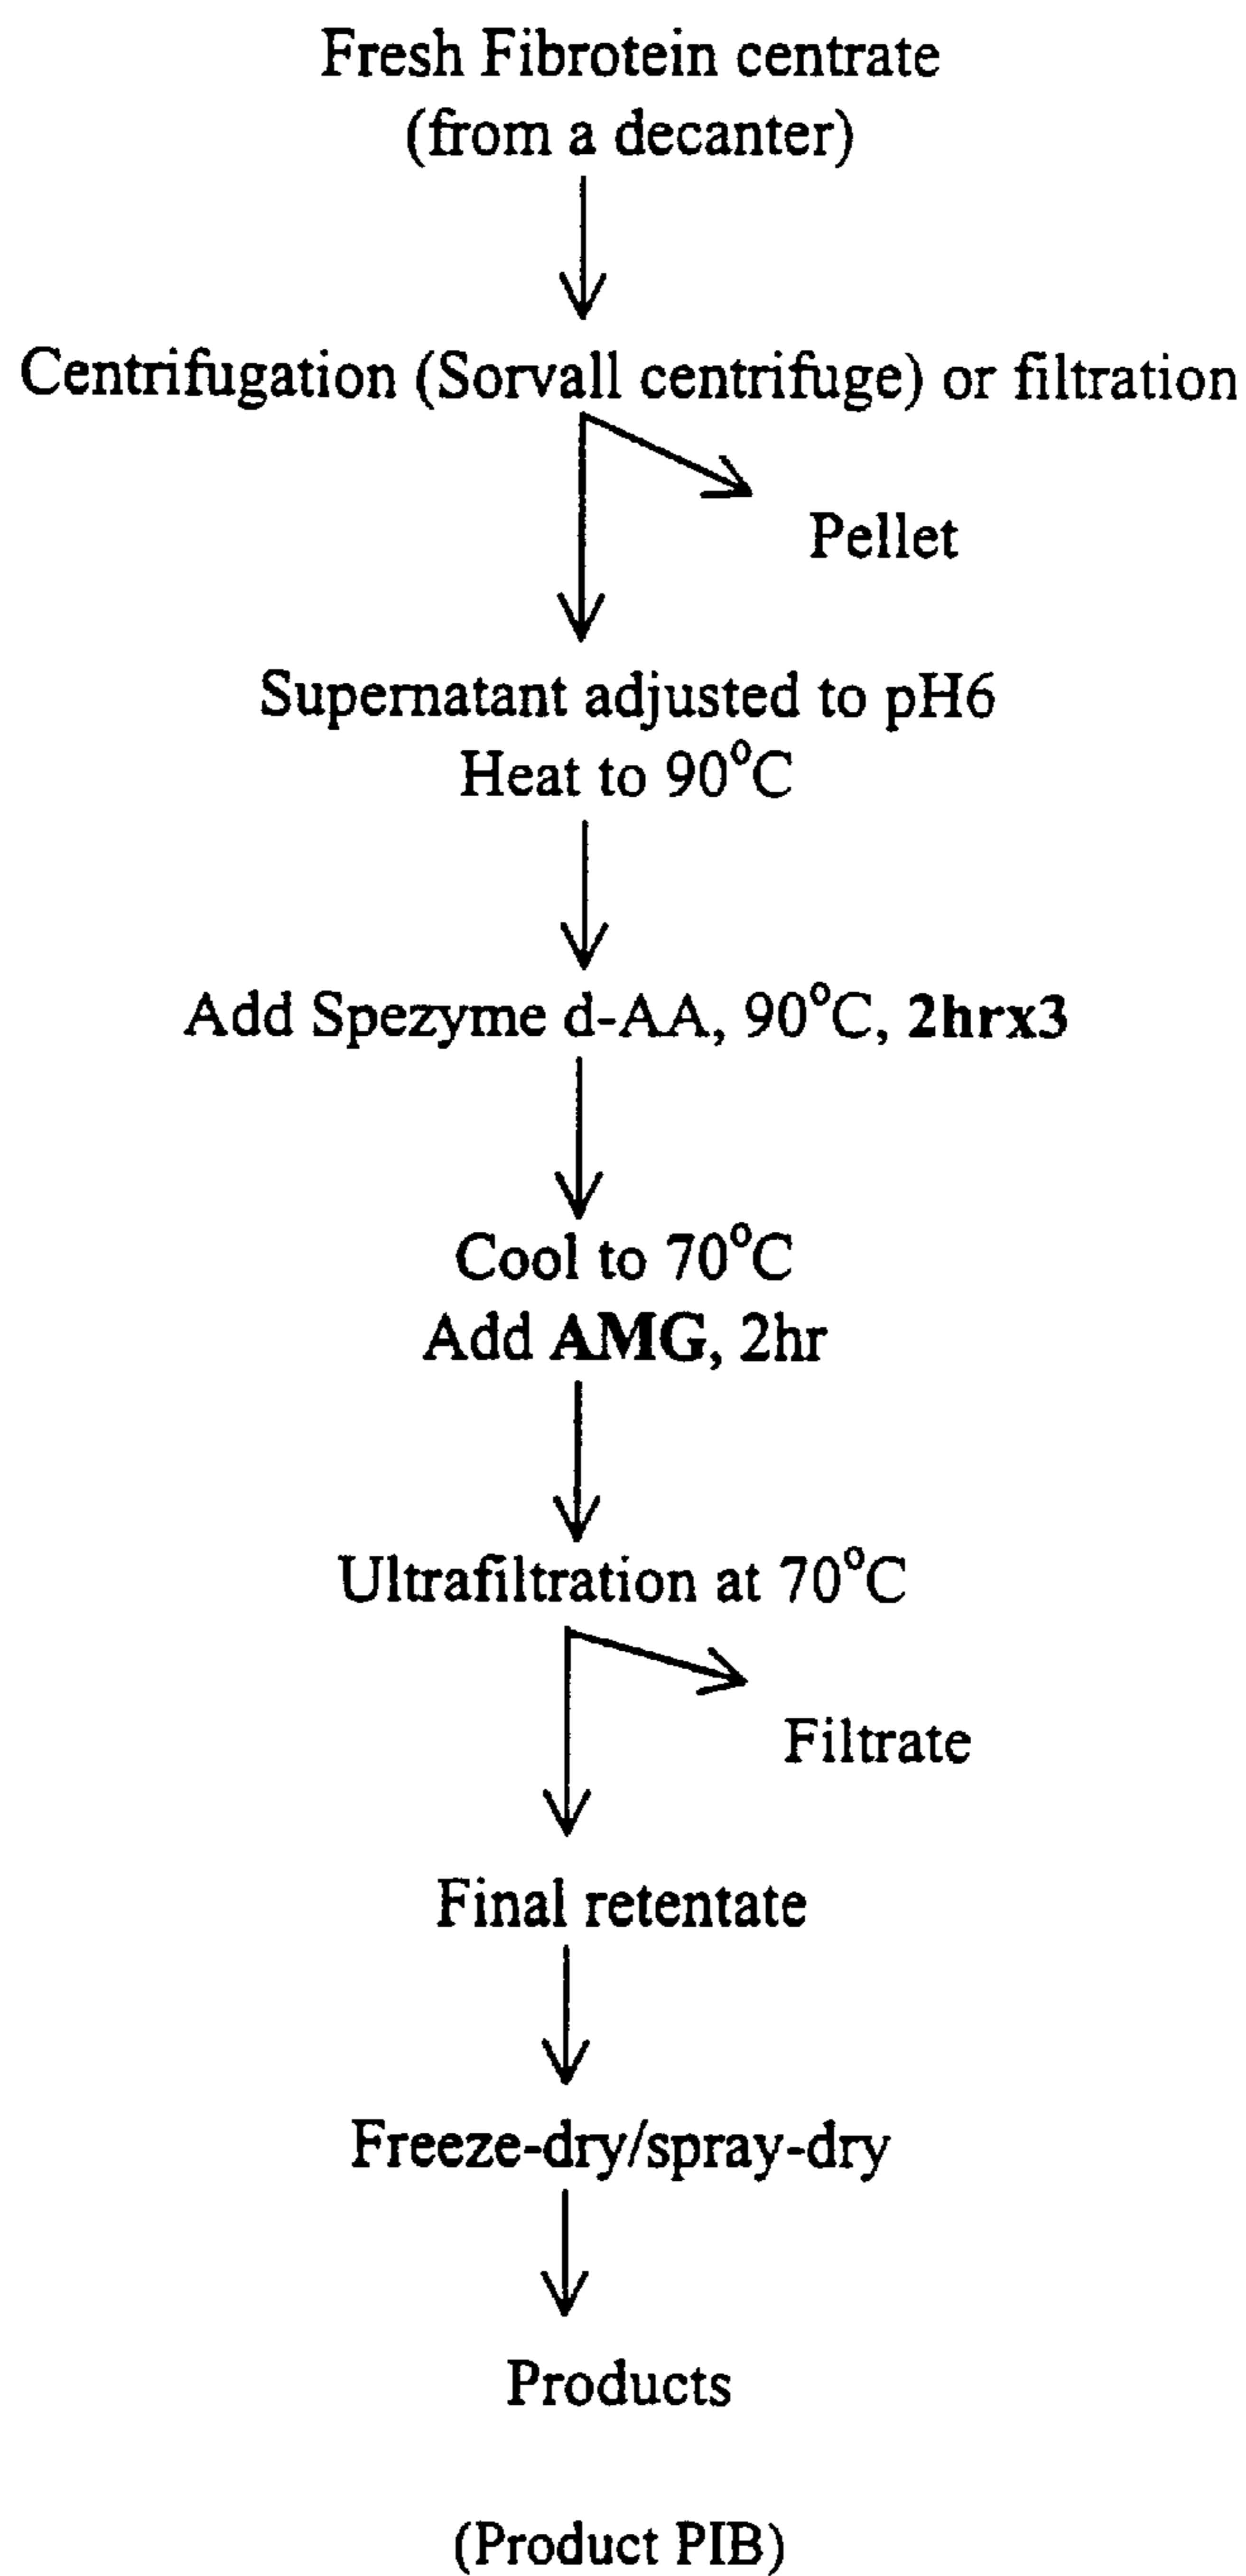 Fresh Fibrotein centrate
(from a decanter)
Centrifugation (Sorvall centrifuge) or filtration
Pellet
Supernatant adjusted to pH6
Heat to 90°C
Add Spezyme d-AA, 90°C, 2hrx3
Cool to 70°C
Add AMG, 2hr
Ultrafiltration at 70°C
Filtrate
Final retentate
Freeze-dry/spray-dry
Products
(Product PIB)